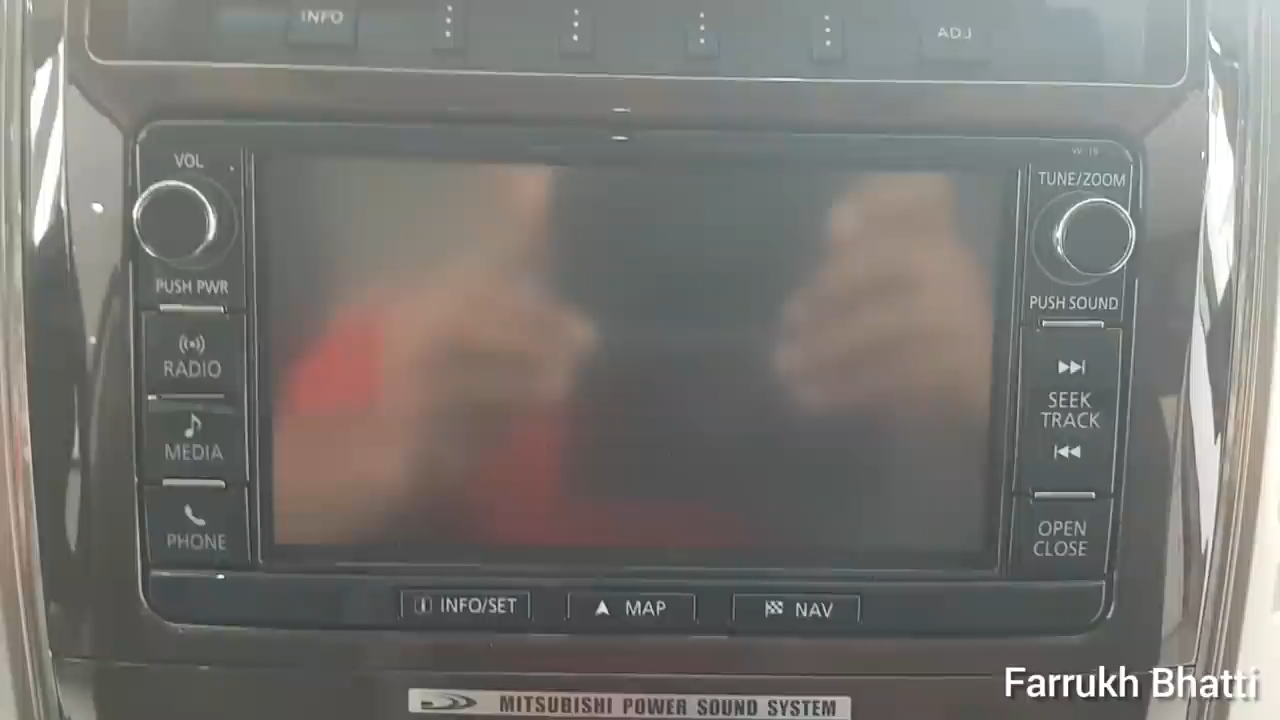 INFO
ADJ
VOL
PUSH PWR
RADIO
MEDIA
PHONE
TUNE/ZOOM
PUSH SOUND
SEEK
TRACK
OPEN
CLOSE
INFO/SET
MAP
NAV
MITSUBISHI POWER SOUND SYSTEM
Farrukh Bhatti